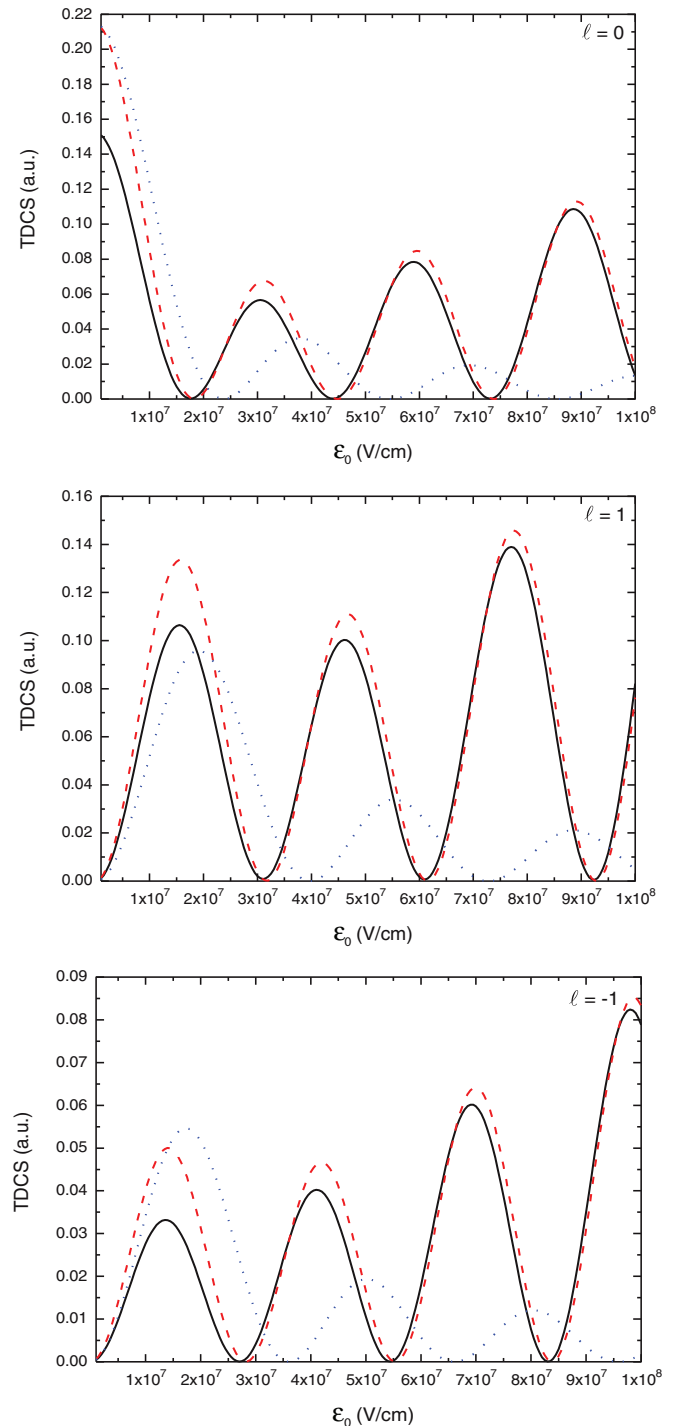 ℓ = 0
TDCS (a.u.)
0.22
0.20
0.18
0.16
0.14
0.12
0.10
0.08
0.06
0.04
0.02
0.00
1x10⁷ 2x10⁷ 3x10⁷ 4x10⁷ 5x10⁷ 6x10⁷ 7x10⁷ 8x10⁷ 9x10⁷ 1x10⁸
ε₀ (V/cm)
ℓ = 1
TDCS (a.u.)
0.16
0.14
0.12
0.10
0.08
0.06
0.04
0.02
0.00
1x10⁷ 2x10⁷ 3x10⁷ 4x10⁷ 5x10⁷ 6x10⁷ 7x10⁷ 8x10⁷ 9x10⁷ 1x10⁸
ε₀ (V/cm)
ℓ = -1
TDCS (a.u.)
0.09
0.08
0.07
0.06
0.05
0.04
0.03
0.02
0.01
0.00
1x10⁷ 2x10⁷ 3x10⁷ 4x10⁷ 5x10⁷ 6x10⁷ 7x10⁷ 8x10⁷ 9x10⁷ 1x10⁸
ε₀ (V/cm)